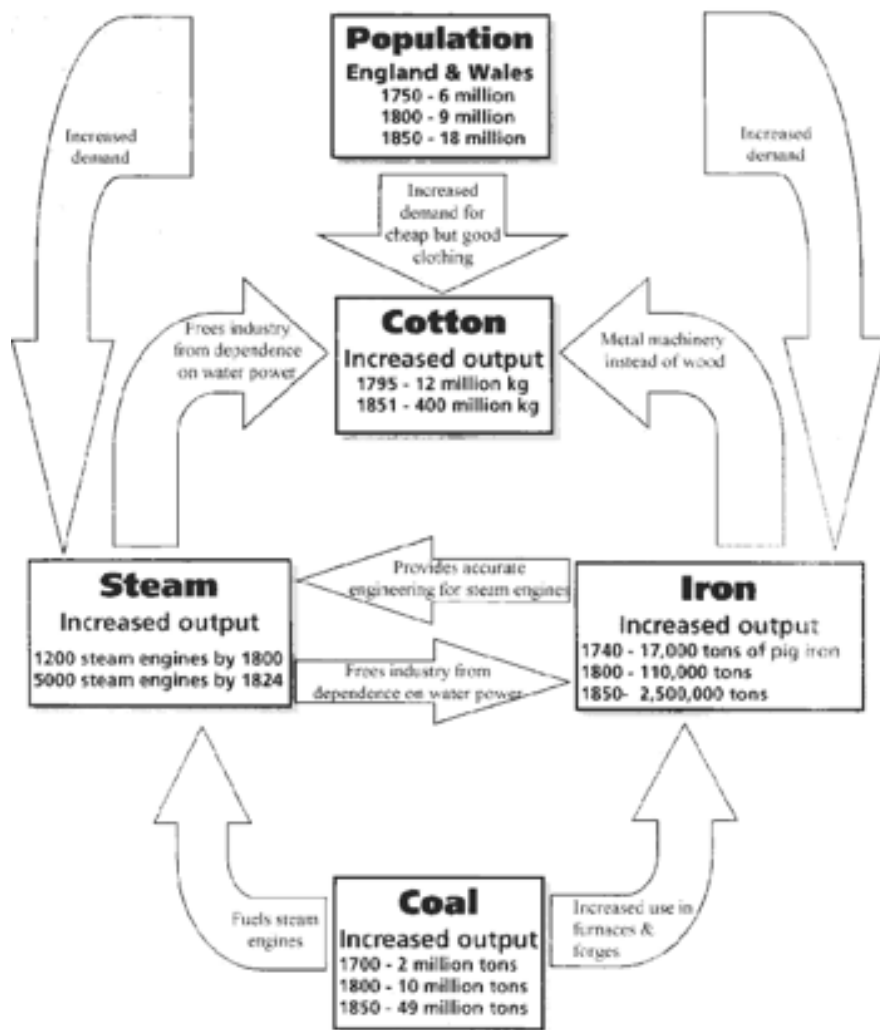 Population
England & Wales
1750 - 6 million
1800 - 9 million
1850 - 18 million
Increased
demand
Increased
demand
Increased
demand for
cheap but good
clothing
Frees industry
from dependence
on water power
Cotton
Increased output
1795 - 12 million kg
1851 - 400 million kg
Metal machinery
instead of wood
Steam
Increased output
1200 steam engines by 1800
5000 steam engines by 1824
Provides accurate
engineering for steam engines
Frees industry from
dependence on water power
Iron
Increased output
1740 - 17,000 tons of pig iron
1800 - 110,000 tons
1850- 2,500,000 tons
Fuels steam
engines
Coal
Increased output
1700 - 2 million tons
1800 - 10 million tons
1850 - 49 million tons
Increased use in
furnaces &
forges